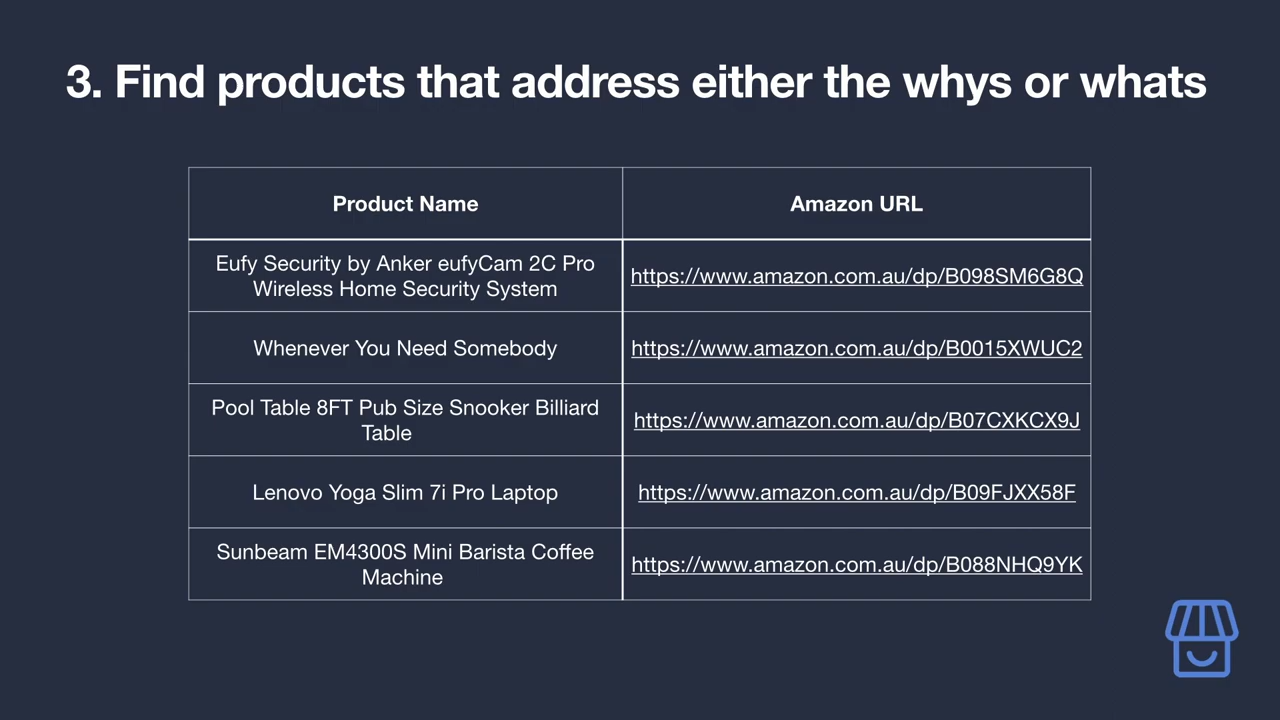 3. Find products that address either the whys or whats
Product Name
Amazon URL
Eufy Security by Anker eufyCam 2C Pro
Wireless Home Security System
https://www.amazon.com.au/dp/B098SM6G8Q
Whenever You Need Somebody
https://www.amazon.com.au/dp/B0015XWUC2
Pool Table 8FT Pub Size Snooker Billiard
Table
https://www.amazon.com.au/dp/B07CXKCX9J
Lenovo Yoga Slim 7i Pro Laptop
https://www.amazon.com.au/dp/B09FJXX58F
Sunbeam EM4300S Mini Barista Coffee
Machine
https://www.amazon.com.au/dp/B088NHQ9YK